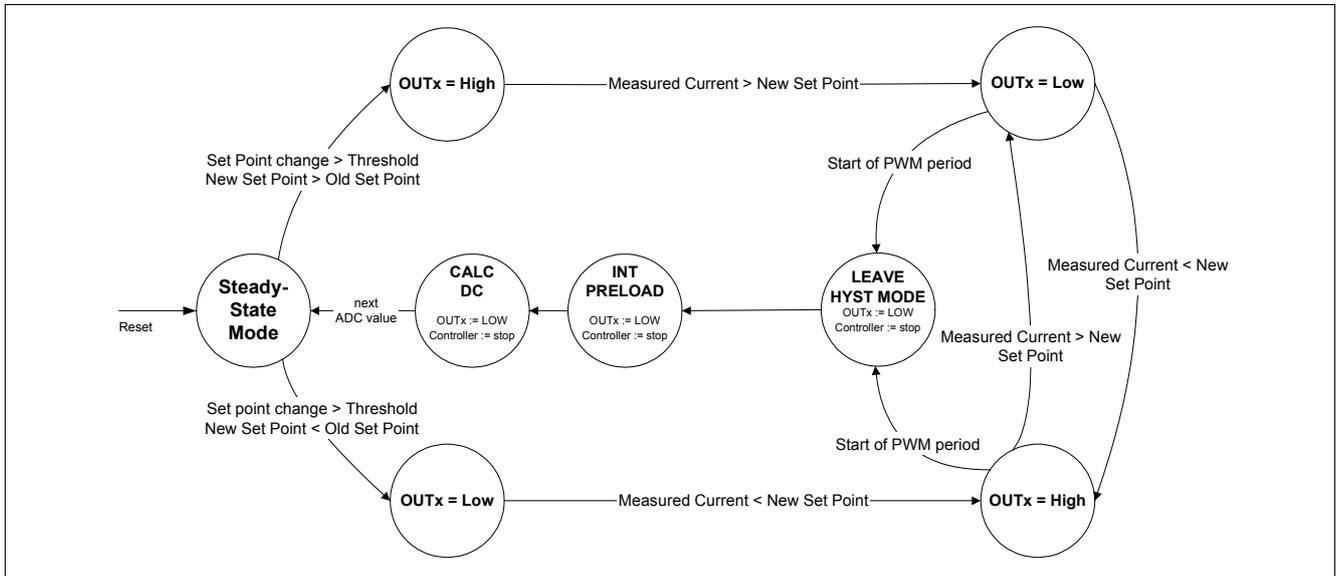 OUTx = High
Measured Current > New Set Point
OUTx = Low
Set Point change > Threshold
New Set Point > Old Set Point
Start of PWM period
Reset
Steady-
State
Mode
next
ADC value
CALC
DC
OUTx := LOW
Controller := stop
INT
PRELOAD
OUTx := LOW
Controller := stop
LEAVE
HYST MODE
OUTx := LOW
Controller := stop
Measured Current < New
Set Point
Measured Current > New
Set Point
Set point change > Threshold
New Set Point < Old Set Point
Start of PWM period
OUTx = Low
Measured Current < New Set Point
OUTx = High